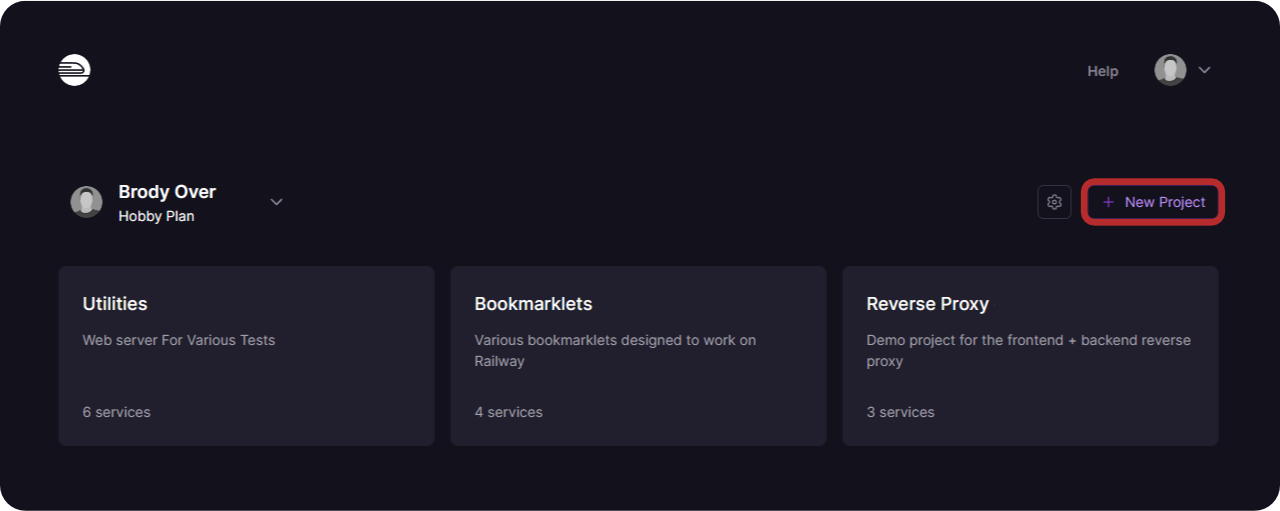 Help
Brody Over
Hobby Plan
+ New Project
Utilities
Web server For Various Tests
6 services
Bookmarklets
Various bookmarklets designed to work on
Railway
4 services
Reverse Proxy
Demo project for the frontend + backend reverse
proxy
3 services